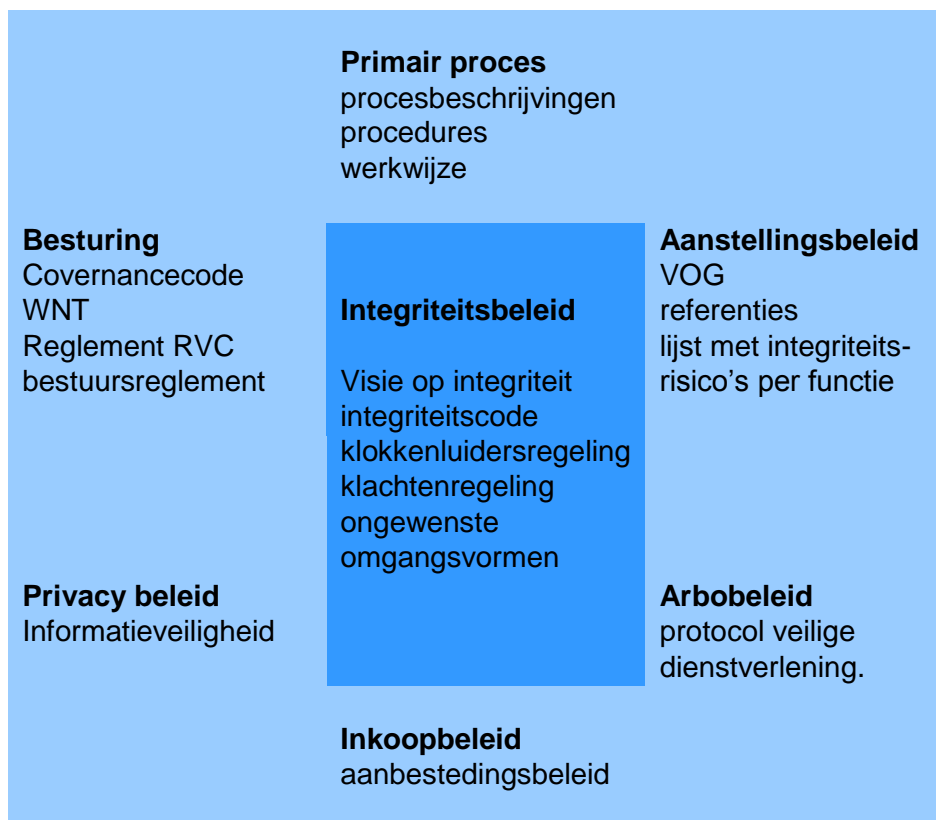 Primair proces
procesbeschrijvingen
procedures
werkwijze
Besturing
Covernancecode
WNT
Reglement RVC
bestuursreglement
Integriteitsbeleid
Visie op integriteit
integriteitscode
klokkenluidersregeling
klachtenregeling
ongewenste
omgangsvormen
Aanstellingsbeleid
VOG
referenties
lijst met integriteits-
risico’s per functie
Privacy beleid
Informatieveiligheid
Arbobeleid
protocol veilige
dienstverlening.
Inkoopbeleid
aanbestedingsbeleid